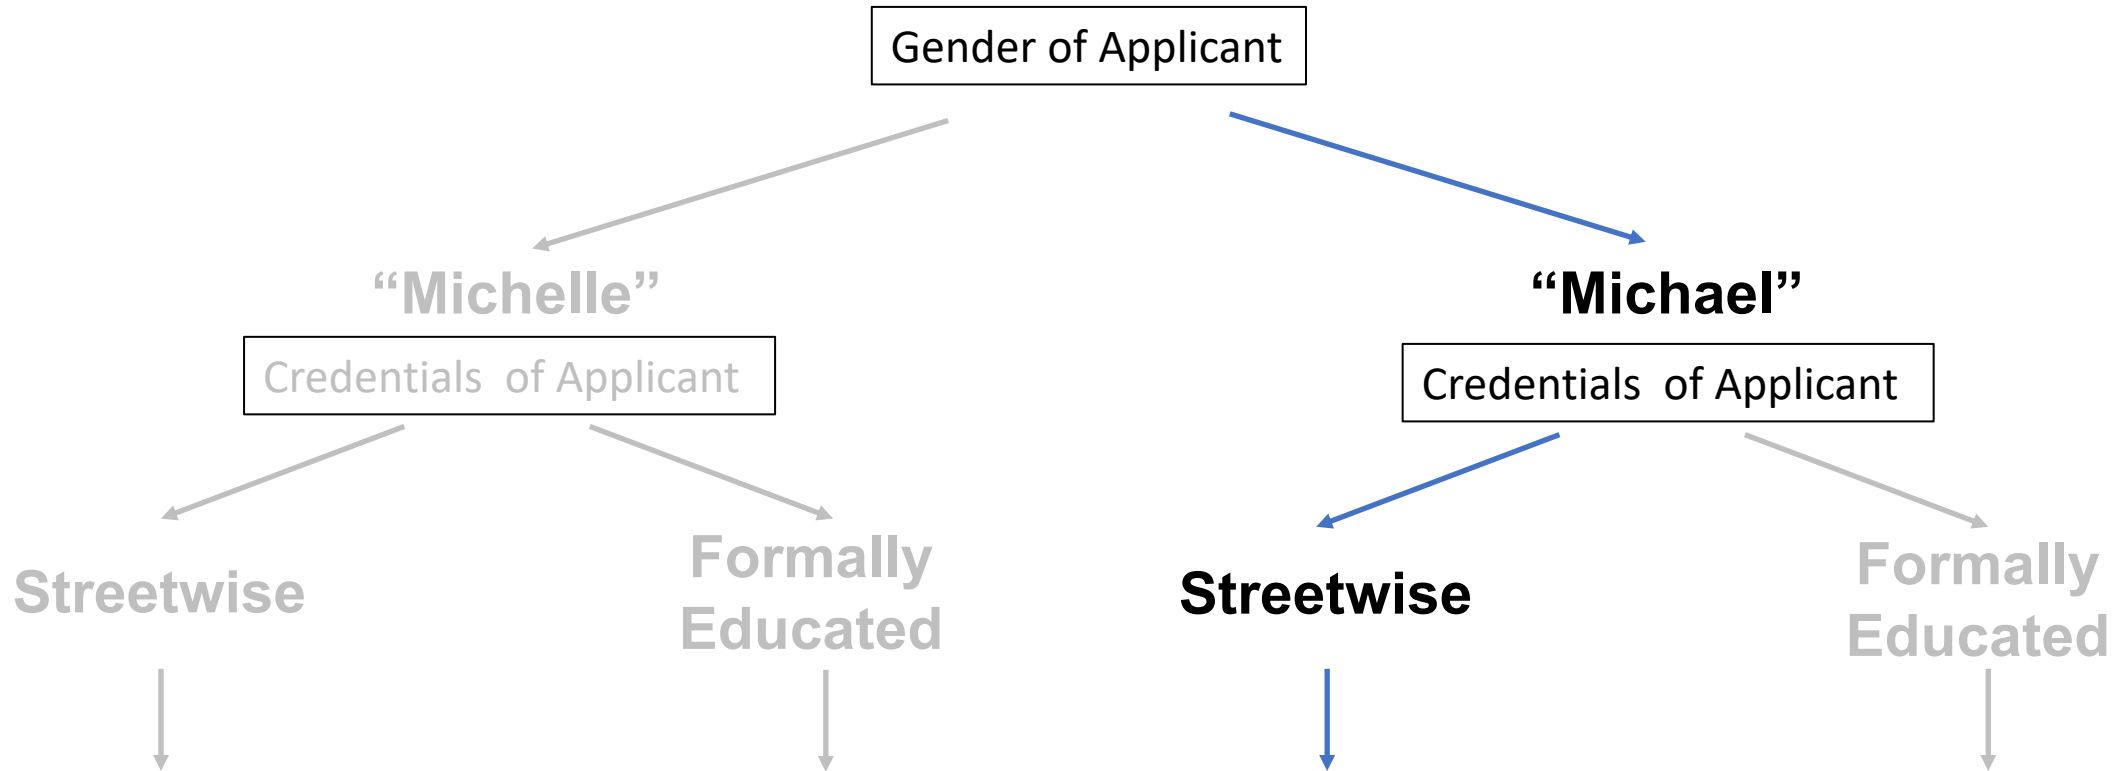 Gender of Applicant
“Michelle”
“Michael”
Credentials  of Applicant
Credentials  of Applicant
Streetwise
Formally
Educated
Streetwise
Formally
Educated